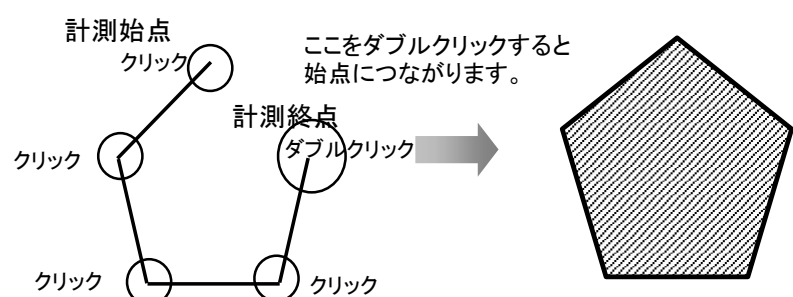 計測始点
クリック
ここをダブルクリックすると
始点につながります。
計測終点
ダブルクリック
クリック
クリック
クリック